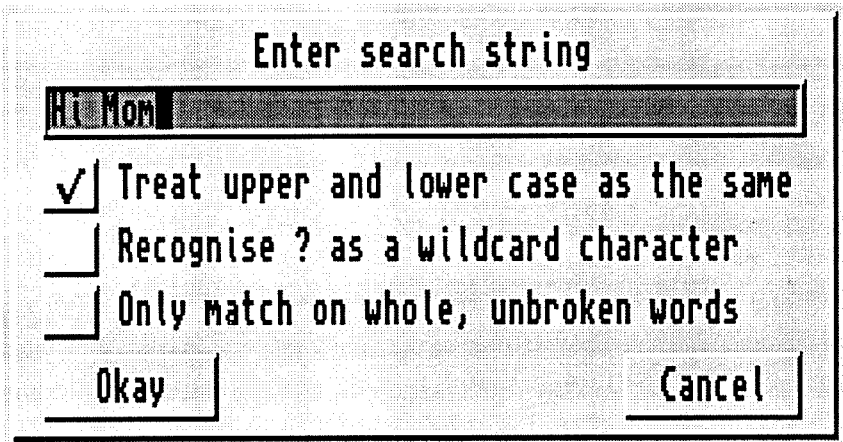 Enter search string
Hi Mom
Treat upper and lower case as the same
Recognise ? as a wildcard character
Only match on whole, unbroken words
Okay
Cancel